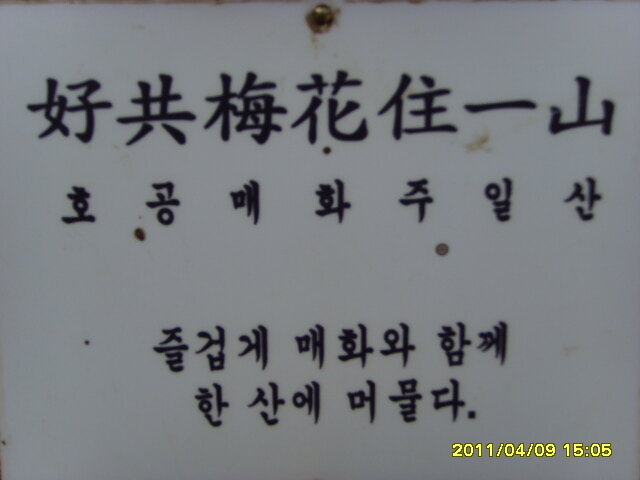 好共梅花住一山
호공매화주일산
즐겁게 매화와 함께
한 산에 머물다.
2011/04/09 15:05